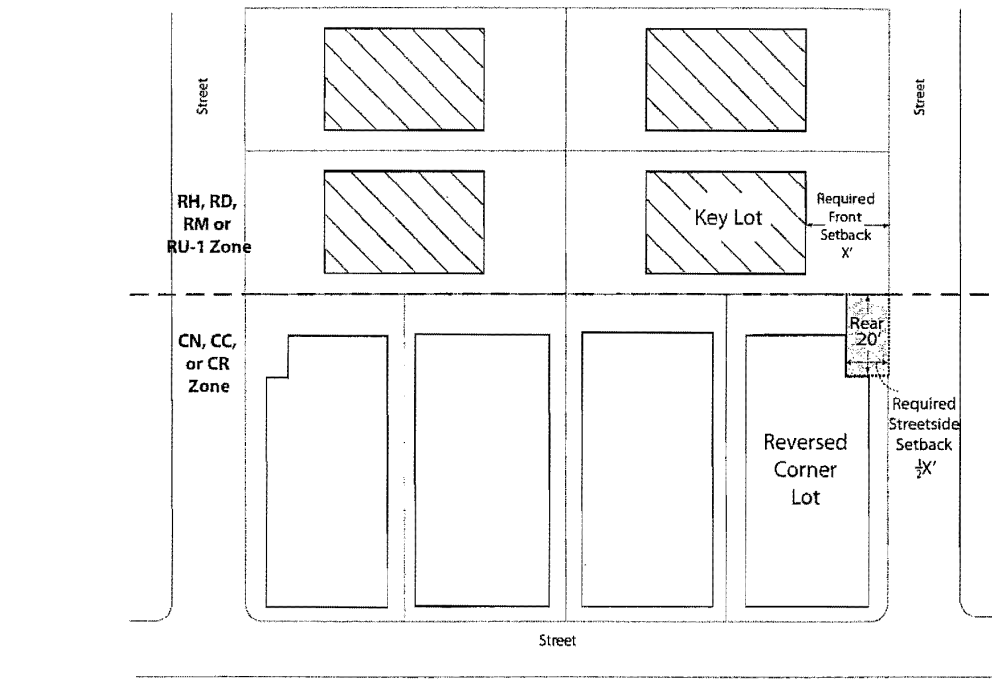 Street
Street
RH, RD,
RM or
RU-1 Zone
Key Lot
Required
Front
Setback
X'
CN, CC,
or CR
Zone
Rear
20'
Required
Streetside
Setback
½X'
Reversed
Corner
Lot
Street